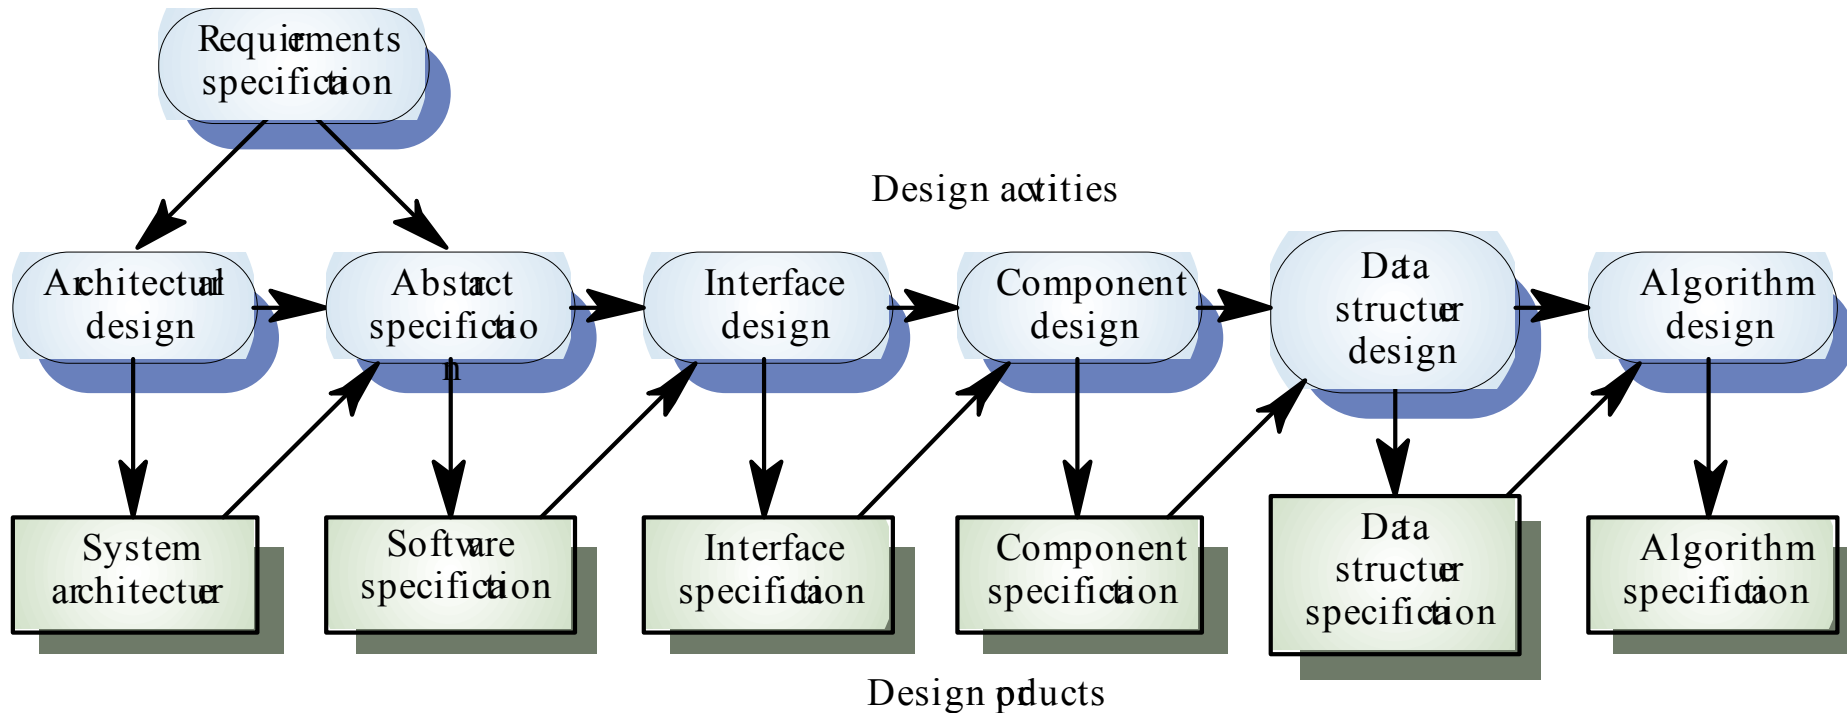 Requirements
specification
Design activities
Architectural
design
Abstract
specificatio
n
Interface
design
Component
design
Data
structure
design
Algorithm
design
System
architecture
Software
specification
Interface
specification
Component
specification
Data
structure
specification
Algorithm
specification
Design products